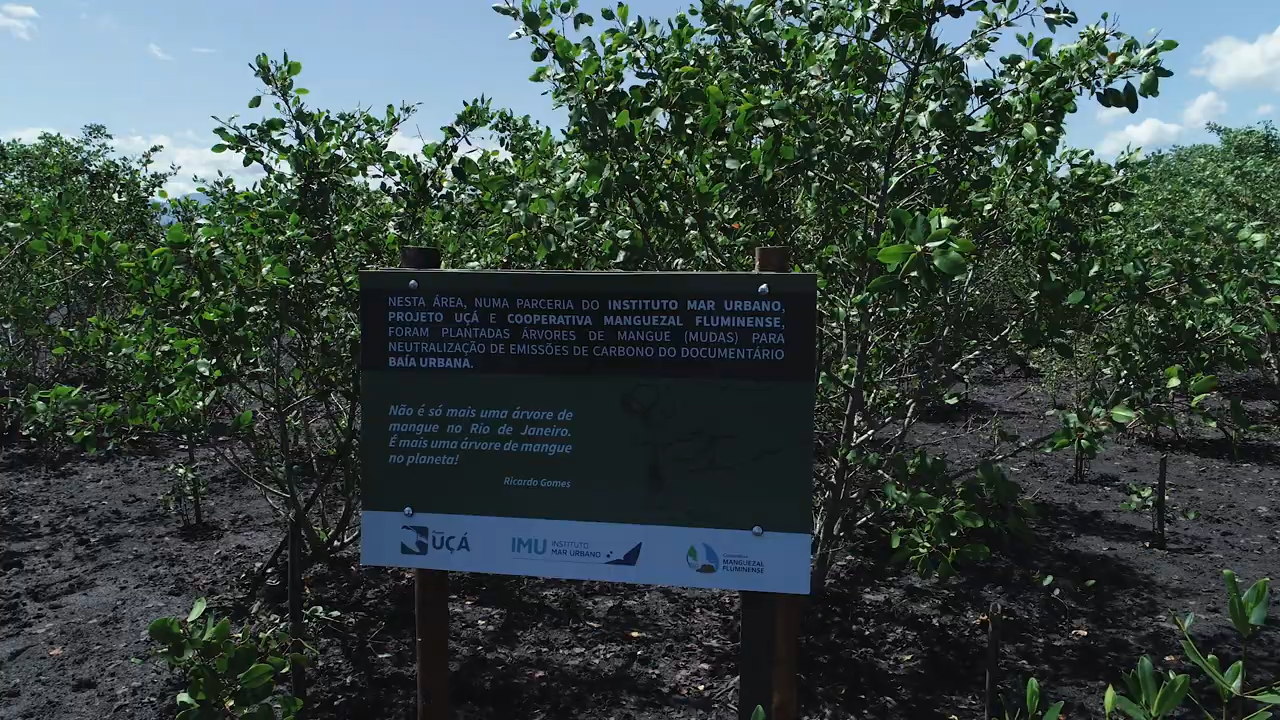 NESTA ÁREA, NUMA PARCERIA DO INSTITUTO MAR URBANO,
PROJETO UÇÁ E COOPERATIVA MANGUEZAL FLUMINENSE,
FORAM PLANTADAS ÁRVORES DE MANGUE (MUDAS) PARA
NEUTRALIZAÇÃO DE EMISSÕES DE CARBONO DO DOCUMENTÁRIO
BAÍA URBANA.
Não é só mais uma árvore de
mangue no Rio de Janeiro.
É mais uma árvore de mangue
no planeta!
Ricardo Gomes
UÇÁ
IMU INSTITUTO
MAR URBANO
Cooperativa
MANGUEZAL
FLUMINENSE